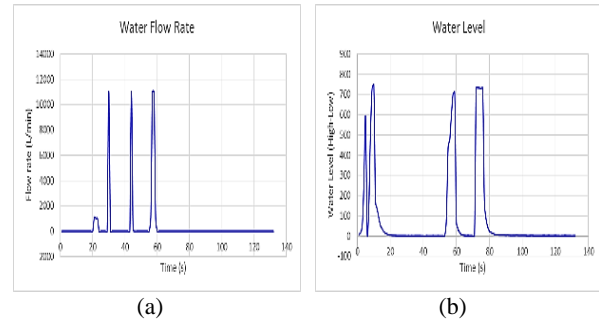 Water Flow Rate
14000
12000
10000
8000
6000
4000
2000
0
2000
0 20 40 60 80 100 120 140
Flow rate (L/min)
Time (s)
(a)
Water Level
900
800
700
600
500
400
300
200
100
0
-100
0 20 40 60 80 100 120 140
Water Level (High-Low)
Time (s)
(b)